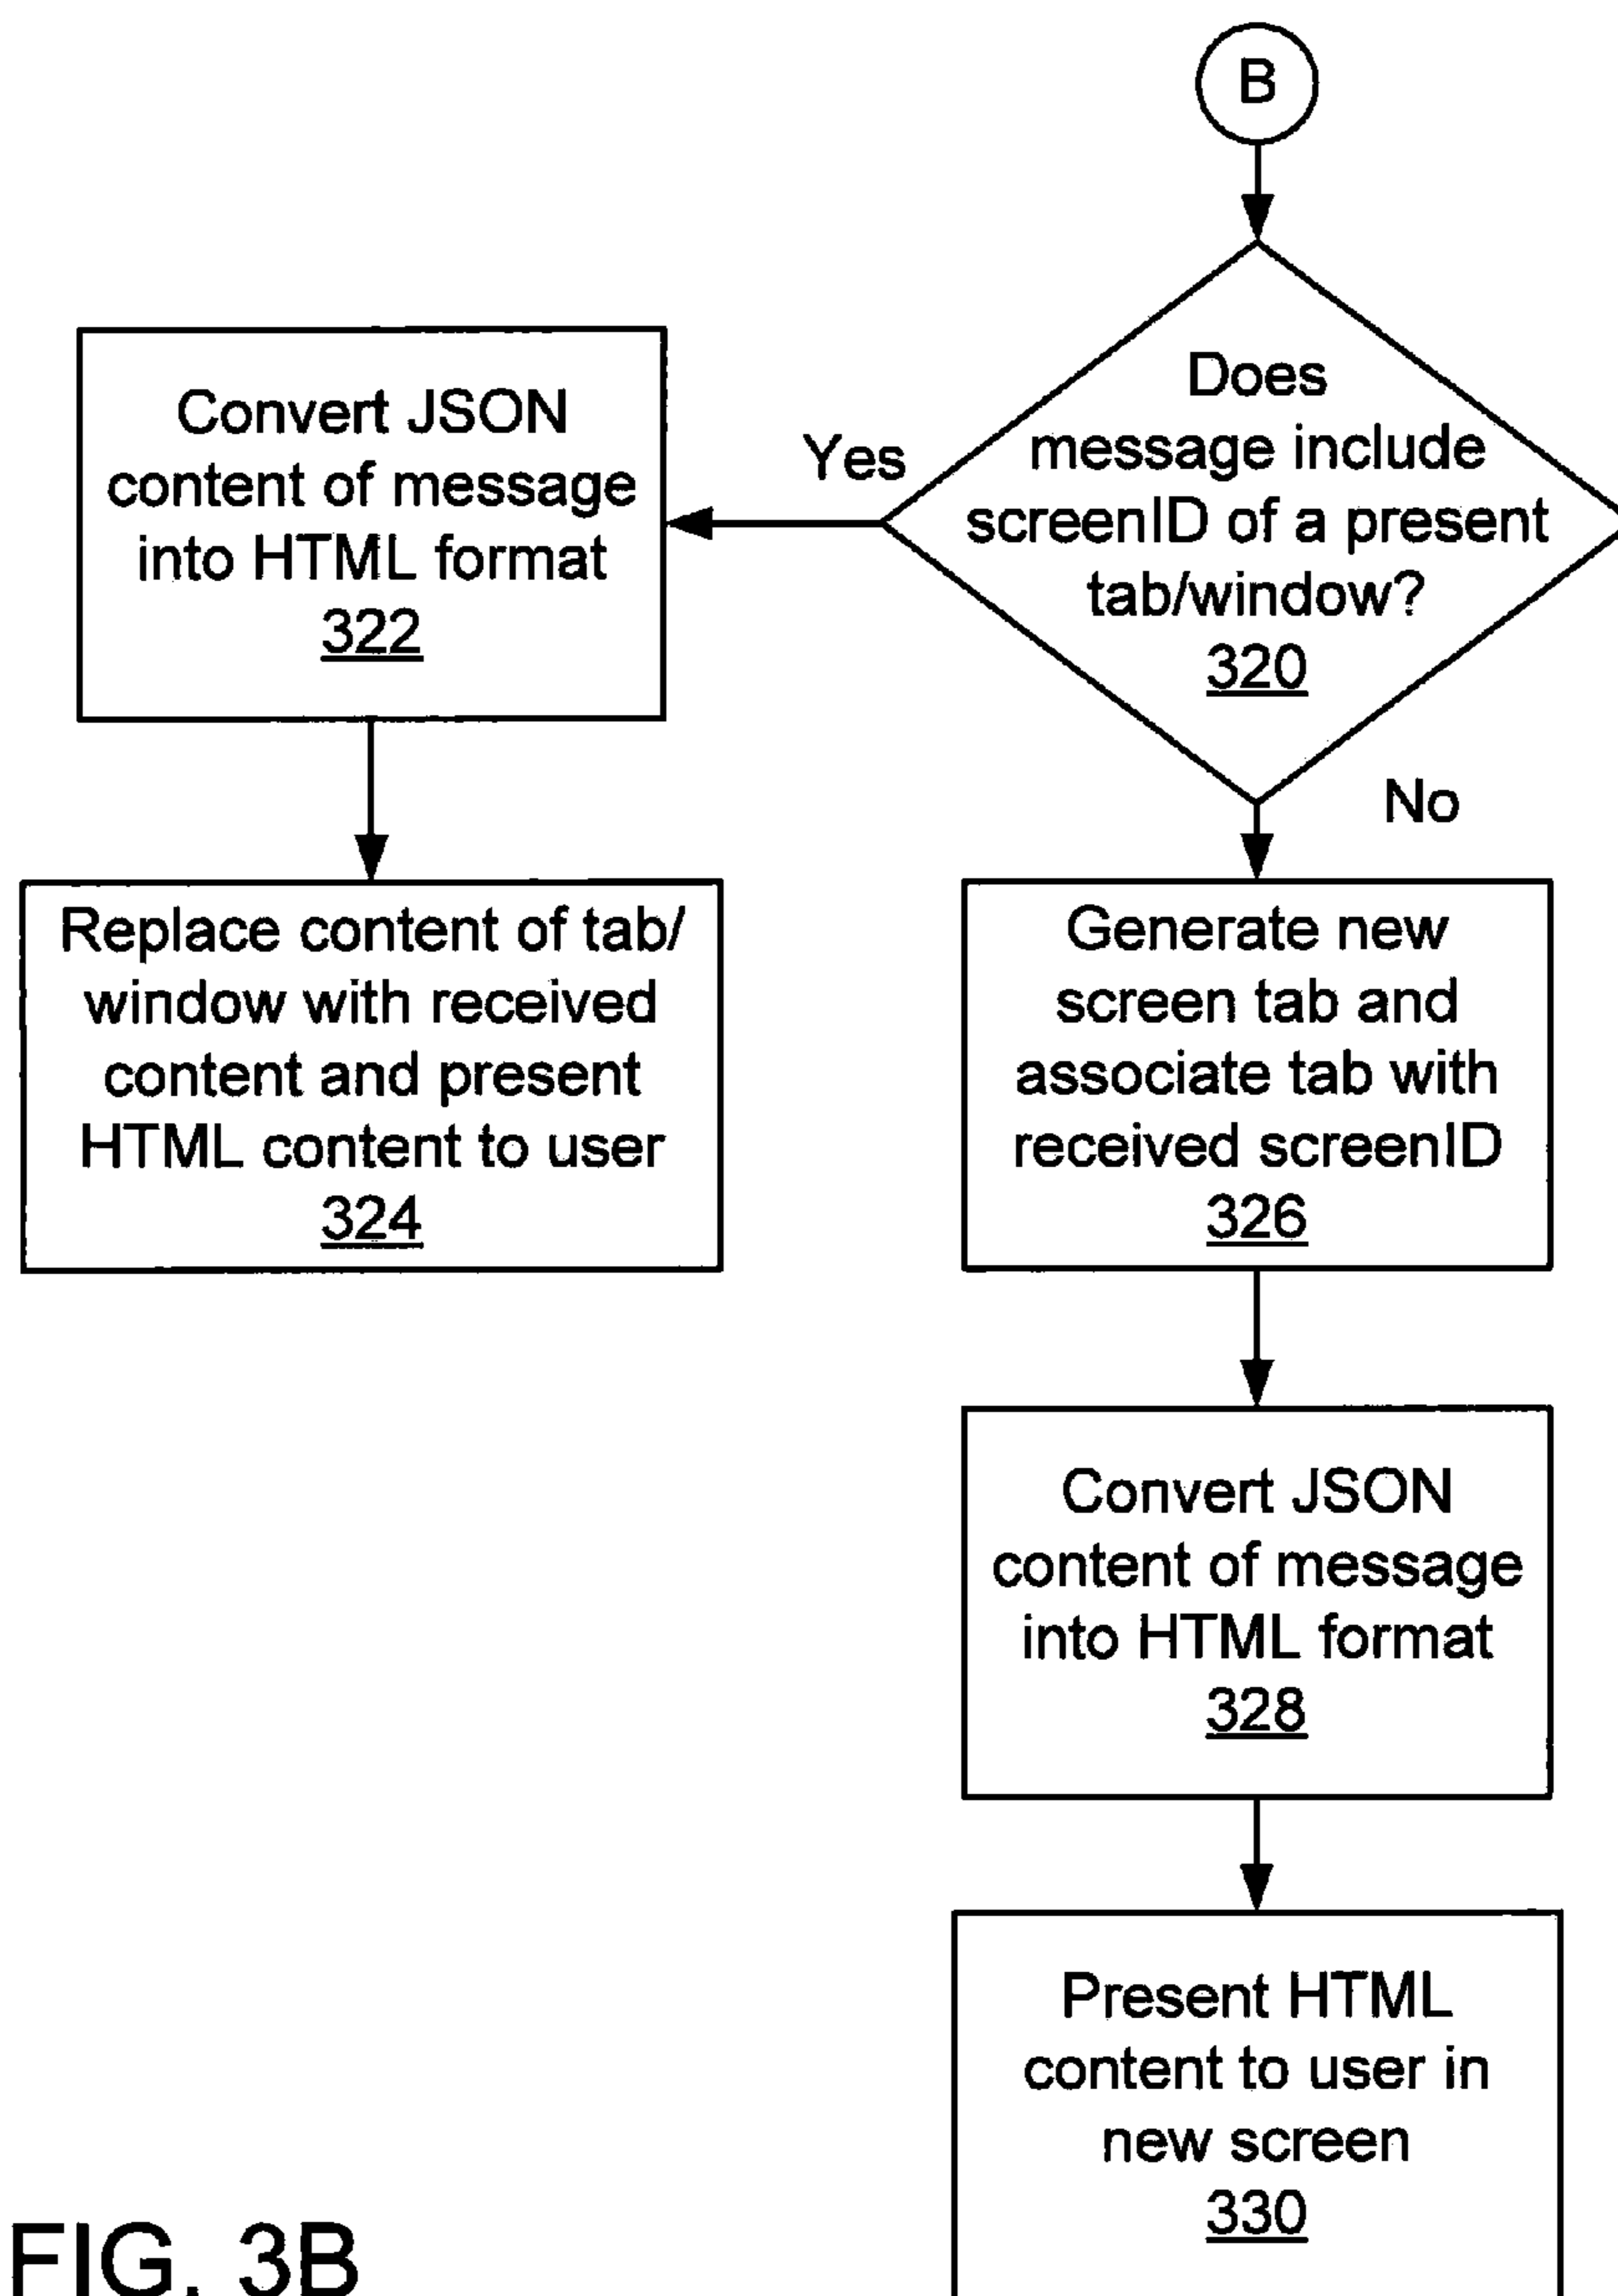 B
Does
message include
screenID of a present
tab/window?
320
Yes
No
Convert JSON
content of message
into HTML format
322
Replace content of tab/
window with received
content and present
HTML content to user
324
Generate new
screen tab and
associate tab with
received screenID
326
Convert JSON
content of message
into HTML format
328
Present HTML
content to user in
new screen
330
FIG. 3B